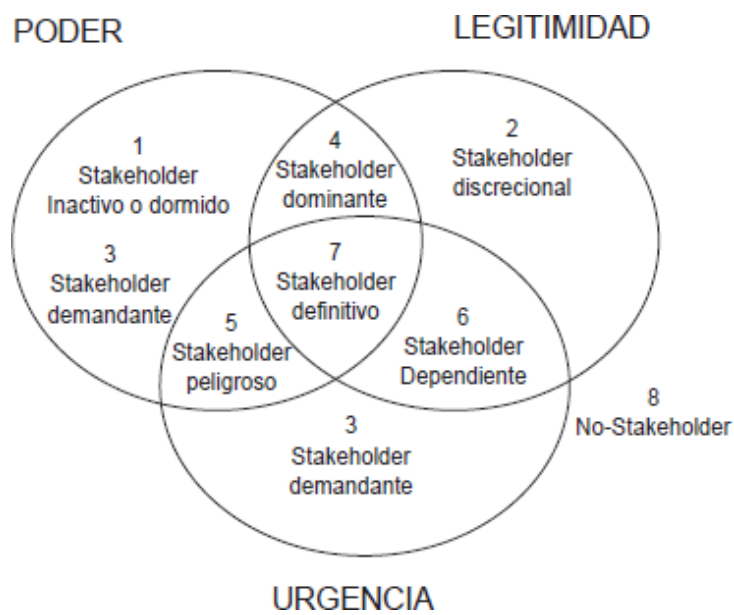 PODER
LEGITIMIDAD
1
Stakeholder
Inactivo o dormido
4
Stakeholder
dominante
2
Stakeholder
discrecional
3
Stakeholder
demandante
7
Stakeholder
definitivo
5
Stakeholder
peligroso
6
Stakeholder
Dependiente
8
No-Stakeholder
3
Stakeholder
demandante
URGENCIA